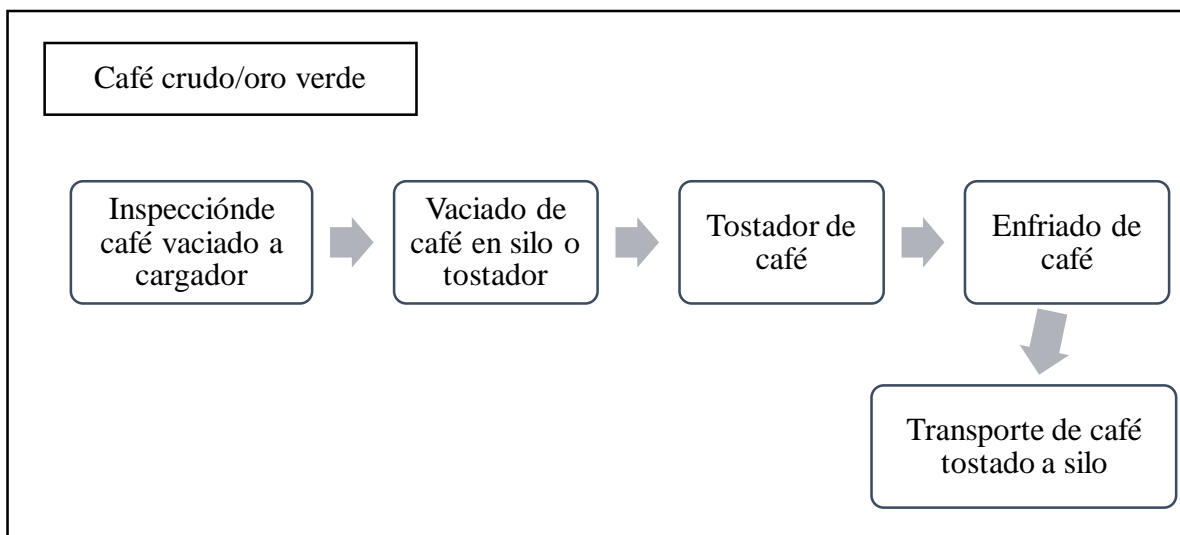 Café crudo/oro verde
Inspecciónde
café vaciado a
cargador
Vaciado de
café en silo o
tostador
Tostador de
café
Enfriado de
café
Transporte de café
tostado a silo